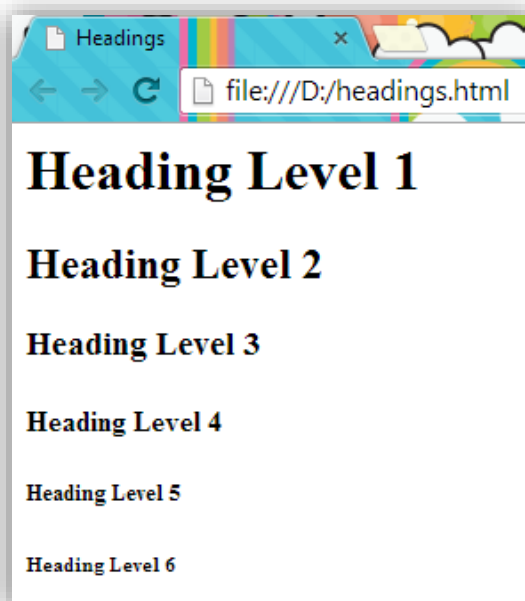 Headings
file:///D:/headings.html
Heading Level 1
Heading Level 2
Heading Level 3
Heading Level 4
Heading Level 5
Heading Level 6